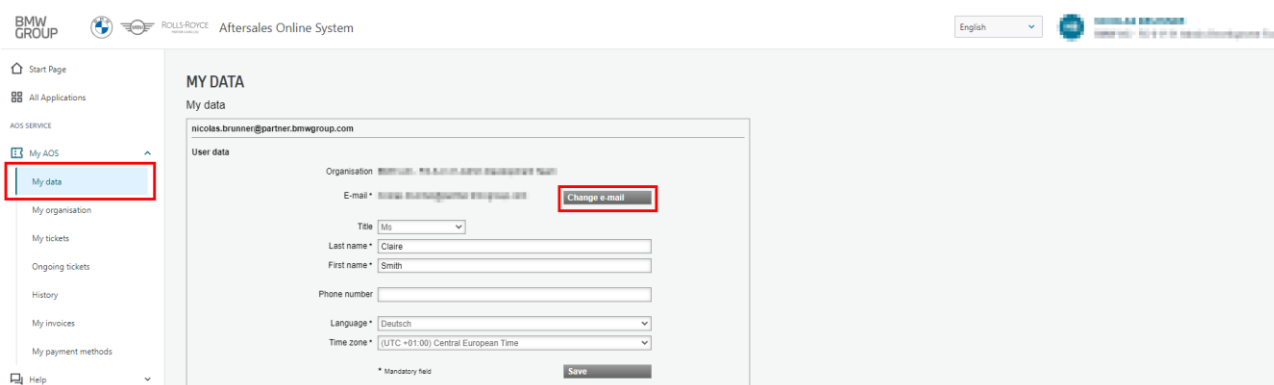 BMW
GROUP
ROLLS-ROYCE
Aftersales Online System
English
Start Page
All Applications
AOS SERVICE
My AOS
My data
My organisation
My tickets
Ongoing tickets
History
My invoices
My payment methods
Help
MY DATA
My data
nicolas.brunner@partner.bmwgroup.com
User data
Organisation
E-mail *
Change e-mail
Title Ms
Last name * Claire
First name * Smith
Phone number
Language * Deutsch
Time zone * (UTC +01:00) Central European Time
* Mandatory field
Save